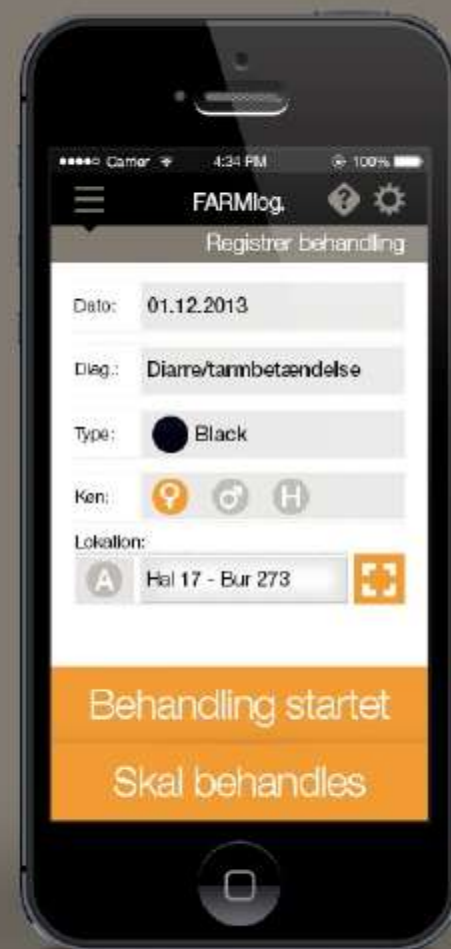 Carrier 4:34 PM 100%
FARMlog.
Registrer behandling
Dato: 01.12.2013
Diag.: Diarre/tarmbetændelse
Type: Black
Køn: H
Lokation:
A Hal 17 - Bur 273
Behandling startet
Skal behandles